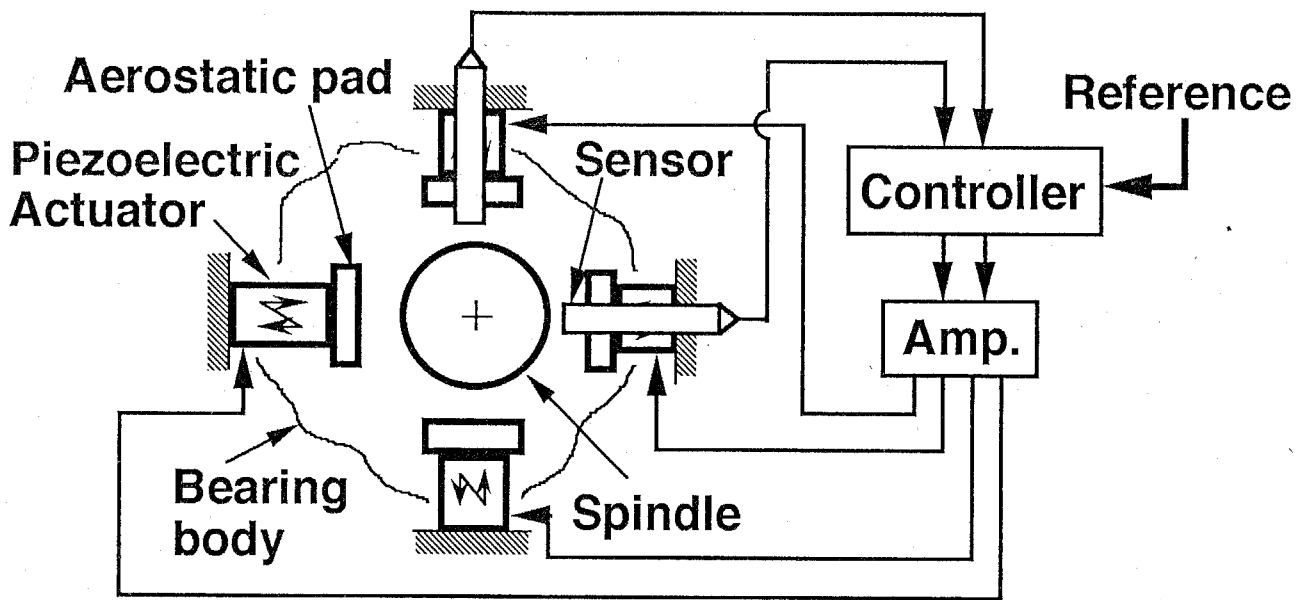 Aerostatic pad
Piezoelectric
Actuator
Sensor
Reference
Controller
Amp.
Bearing
body
Spindle